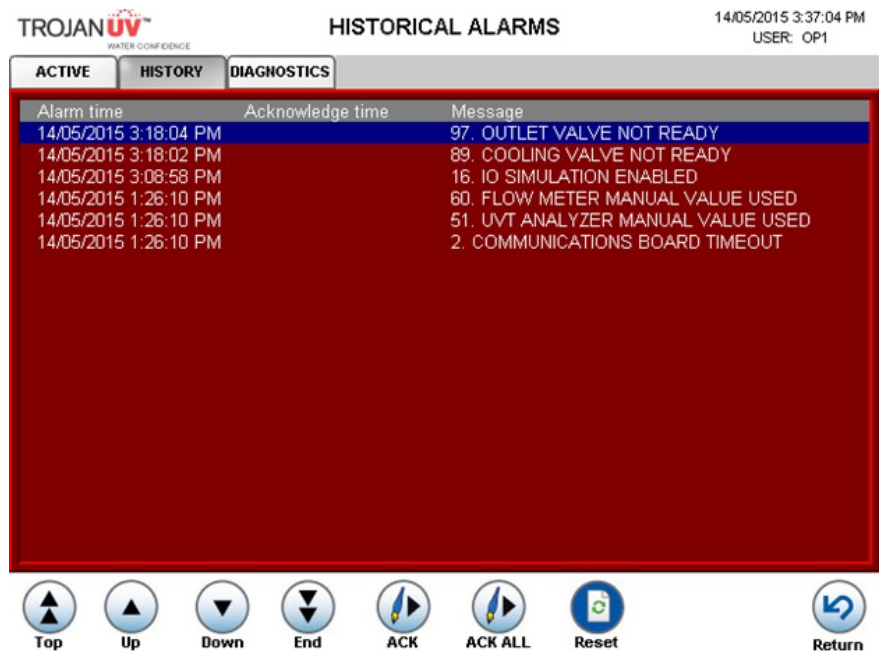 TROJAN UV™
WATER CONFIDENCE
HISTORICAL ALARMS
14/05/2015 3:37:04 PM
USER: OP1
ACTIVE HISTORY DIAGNOSTICS
Alarm time Acknowledge time Message
14/05/2015 3:18:04 PM 97. OUTLET VALVE NOT READY
14/05/2015 3:18:02 PM 89. COOLING VALVE NOT READY
14/05/2015 3:08:58 PM 16. IO SIMULATION ENABLED
14/05/2015 1:26:10 PM 60. FLOW METER MANUAL VALUE USED
14/05/2015 1:26:10 PM 51. UVT ANALYZER MANUAL VALUE USED
14/05/2015 1:26:10 PM 2. COMMUNICATIONS BOARD TIMEOUT
Top Up Down End ACK ACK ALL Reset Return